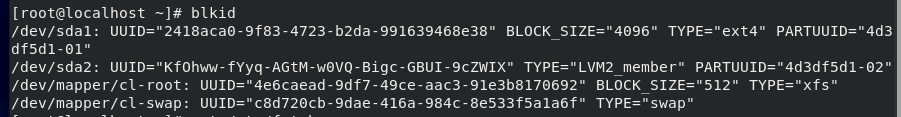 [root@localhost ~]# blkid
/dev/sda1: UUID="2418aca0-9f83-4723-b2da-991639468e38" BLOCK_SIZE="4096" TYPE="ext4" PARTUUID="4d3
df5d1-01"
/dev/sda2: UUID="KfOhww-fYyq-AGtM-w0VQ-Bigc-GBUI-9cZWIX" TYPE="LVM2_member" PARTUUID="4d3df5d1-02"
/dev/mapper/cl-root: UUID="4e6caead-9df7-49ce-aac3-91e3b8170692" BLOCK_SIZE="512" TYPE="xfs"
/dev/mapper/cl-swap: UUID="c8d720cb-9dae-416a-984c-8e533f5a1a6f" TYPE="swap"